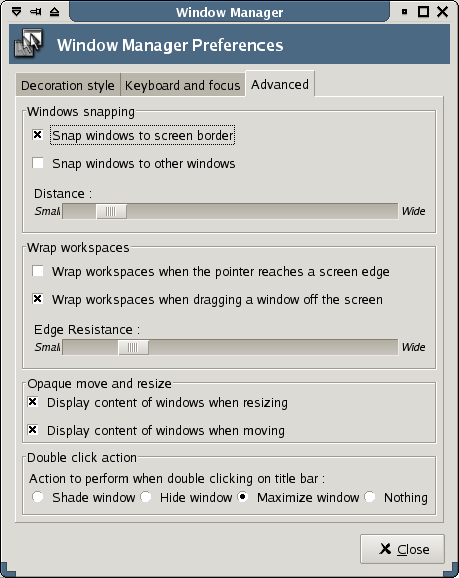 Window Manager
Window Manager Preferences
Decoration style Keyboard and focus Advanced
Windows snapping
Snap windows to screen border
Snap windows to other windows
Distance :
Small Wide
Wrap workspaces
Wrap workspaces when the pointer reaches a screen edge
Wrap workspaces when dragging a window off the screen
Edge Resistance :
Small Wide
Opaque move and resize
Display content of windows when resizing
Display content of windows when moving
Double click action
Action to perform when double clicking on title bar :
Shade window Hide window Maximize window Nothing
Close